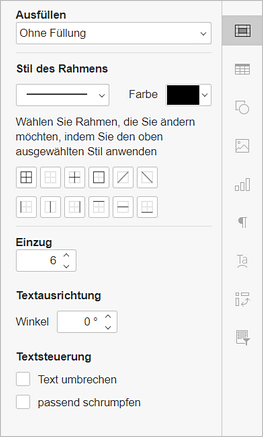 Ausfüllen
Ohne Füllung
Stil des Rahmens
Farbe
Wählen Sie Rahmen, die Sie ändern
möchten, indem Sie den oben
ausgewählten Stil anwenden
Einzug
6
Textausrichtung
Winkel 0 °
Textsteuerung
Text umbrechen
passend schrumpfen
Ta